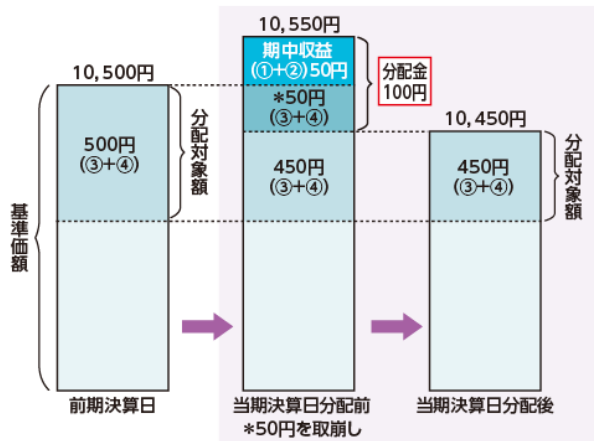 10,500円
基準価額
500円
(③+④)
分配対象額
前期決算日
10,550円
期中収益
(①+②)50円
*50円
(③+④)
450円
(③+④)
分配金
100円
当期決算日分配前
*50円を取崩し
10,450円
450円
(③+④)
分配対象額
当期決算日分配後